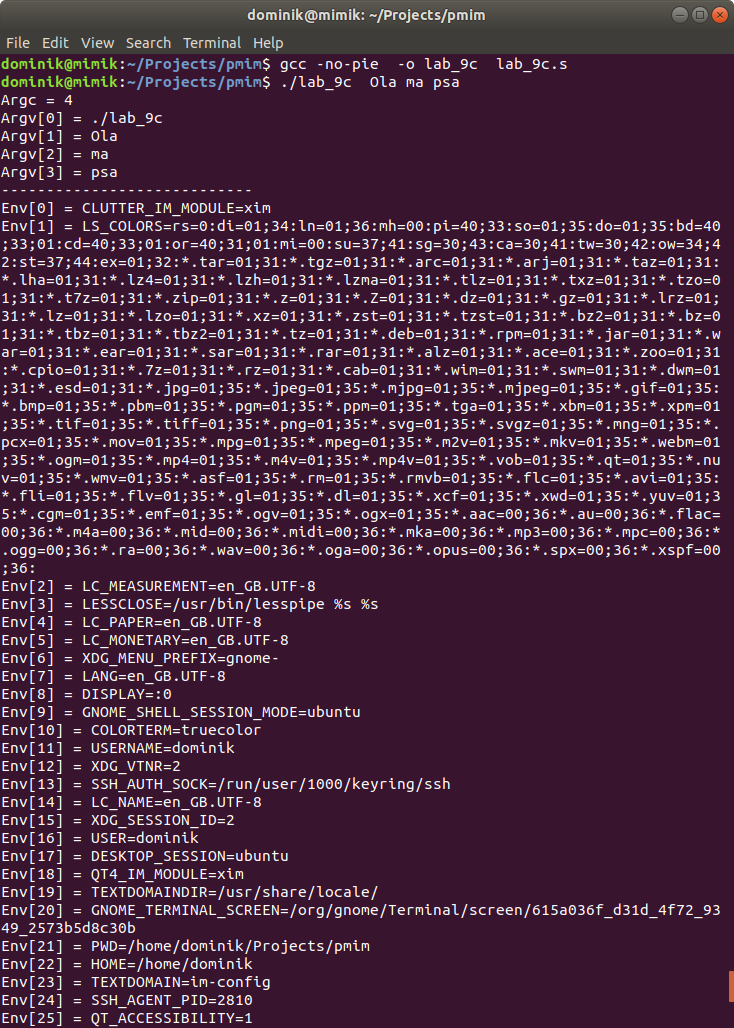 dominik@mimik: ~/Projects/pmim
File Edit View Search Terminal Help
dominik@mimik:~/Projects/pmim$ gcc -no-pie  -o lab_9c  lab_9c.s
dominik@mimik:~/Projects/pmim$ ./lab_9c  Ola ma psa
Argc = 4
Argv[0] = ./lab_9c
Argv[1] = Ola
Argv[2] = ma
Argv[3] = psa
----------------------------
Env[0] = CLUTTER_IM_MODULE=xim
Env[1] = LS_COLORS=rs=0:di=01;34:ln=01;36:mh=00:pi=40;33:so=01;35:do=01;35:bd=40
;33;01:cd=40;33;01:or=40;31;01:mi=00:su=37;41:sg=30;43:ca=30;41:tw=30;42:ow=34;4
2:st=37;44:ex=01;32:*.tar=01;31:*.tgz=01;31:*.arc=01;31:*.arj=01;31:*.taz=01;31:
*.lha=01;31:*.lz4=01;31:*.lzh=01;31:*.lzma=01;31:*.tlz=01;31:*.txz=01;31:*.tzo=0
1;31:*.t7z=01;31:*.zip=01;31:*.z=01;31:*.Z=01;31:*.dz=01;31:*.gz=01;31:*.lrz=01;
31:*.lz=01;31:*.lzo=01;31:*.xz=01;31:*.zst=01;31:*.tzst=01;31:*.bz2=01;31:*.bz=0
1;31:*.tbz=01;31:*.tbz2=01;31:*.tz=01;31:*.deb=01;31:*.rpm=01;31:*.jar=01;31:*.w
ar=01;31:*.ear=01;31:*.sar=01;31:*.rar=01;31:*.alz=01;31:*.ace=01;31:*.zoo=01;31
:*.cpio=01;31:*.7z=01;31:*.rz=01;31:*.cab=01;31:*.wim=01;31:*.swm=01;31:*.dwm=01
;31:*.esd=01;31:*.jpg=01;35:*.jpeg=01;35:*.mjpg=01;35:*.mjpeg=01;35:*.gif=01;35:
*.bmp=01;35:*.pbm=01;35:*.pgm=01;35:*.ppm=01;35:*.tga=01;35:*.xbm=01;35:*.xpm=01
;35:*.tif=01;35:*.tiff=01;35:*.png=01;35:*.svg=01;35:*.svgz=01;35:*.mng=01;35:*.
pcx=01;35:*.mov=01;35:*.mpg=01;35:*.mpeg=01;35:*.m2v=01;35:*.mkv=01;35:*.webm=01
;35:*.ogm=01;35:*.mp4=01;35:*.m4v=01;35:*.mp4v=01;35:*.vob=01;35:*.qt=01;35:*.nu
v=01;35:*.wmv=01;35:*.asf=01;35:*.rm=01;35:*.rmvb=01;35:*.flc=01;35:*.avi=01;35:
*.fli=01;35:*.flv=01;35:*.gl=01;35:*.dl=01;35:*.xcf=01;35:*.xwd=01;35:*.yuv=01;3
5:*.cgm=01;35:*.emf=01;35:*.ogv=01;35:*.ogx=01;35:*.aac=00;36:*.au=00;36:*.flac=
00;36:*.m4a=00;36:*.mid=00;36:*.midi=00;36:*.mka=00;36:*.mp3=00;36:*.mpc=00;36:*
.ogg=00;36:*.ra=00;36:*.wav=00;36:*.oga=00;36:*.opus=00;36:*.spx=00;36:*.xspf=00
;36:
Env[2] = LC_MEASUREMENT=en_GB.UTF-8
Env[3] = LESSCLOSE=/usr/bin/lesspipe %s %s
Env[4] = LC_PAPER=en_GB.UTF-8
Env[5] = LC_MONETARY=en_GB.UTF-8
Env[6] = XDG_MENU_PREFIX=gnome-
Env[7] = LANG=en_GB.UTF-8
Env[8] = DISPLAY=:0
Env[9] = GNOME_SHELL_SESSION_MODE=ubuntu
Env[10] = COLORTERM=truecolor
Env[11] = USERNAME=dominik
Env[12] = XDG_VTNR=2
Env[13] = SSH_AUTH_SOCK=/run/user/1000/keyring/ssh
Env[14] = LC_NAME=en_GB.UTF-8
Env[15] = XDG_SESSION_ID=2
Env[16] = USER=dominik
Env[17] = DESKTOP_SESSION=ubuntu
Env[18] = QT4_IM_MODULE=xim
Env[19] = TEXTDOMAINDIR=/usr/share/locale/
Env[20] = GNOME_TERMINAL_SCREEN=/org/gnome/Terminal/screen/615a036f_d31d_4f72_93
49_2573b5d8c30b
Env[21] = PWD=/home/dominik/Projects/pmim
Env[22] = HOME=/home/dominik
Env[23] = TEXTDOMAIN=im-config
Env[24] = SSH_AGENT_PID=2810
Env[25] = QT_ACCESSIBILITY=1